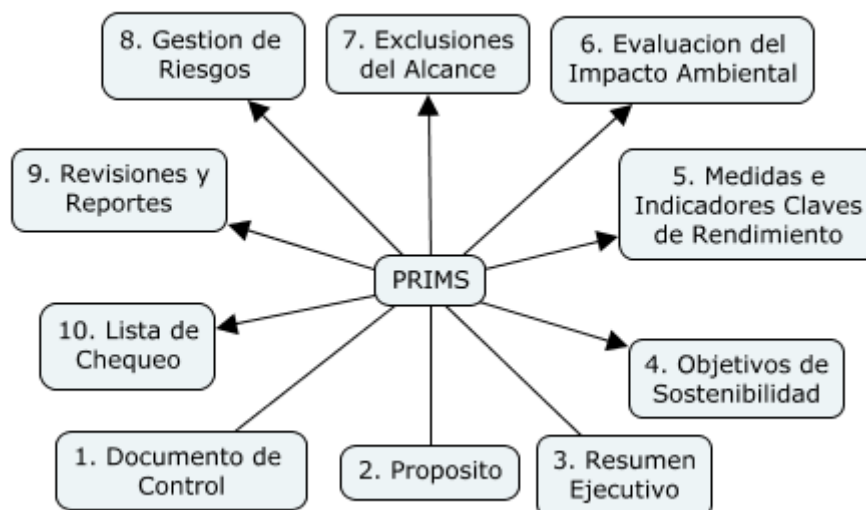 8. Gestion de
Riesgos
7. Exclusiones
del Alcance
6. Evaluacion del
Impacto Ambiental
9. Revisiones y
Reportes
5. Medidas e
Indicadores Claves
de Rendimiento
PRIMS
10. Lista de
Chequeo
4. Objetivos de
Sostenibilidad
1. Documento de
Control
2. Proposito
3. Resumen
Ejecutivo